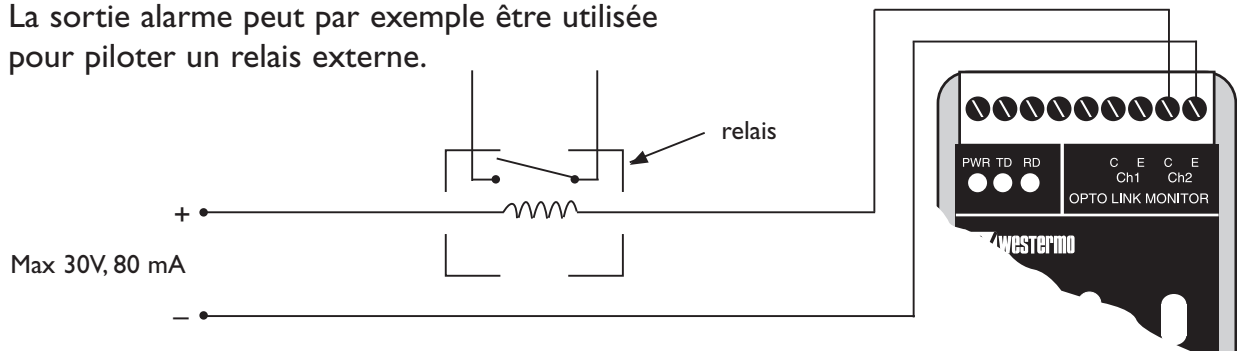 La sortie alarme peut par exemple être utilisée
pour piloter un relais externe.
relais
PWR TD RD
C E C E
Ch1 Ch2
OPTO LINK MONITOR
westermo
+
Max 30V, 80 mA
–